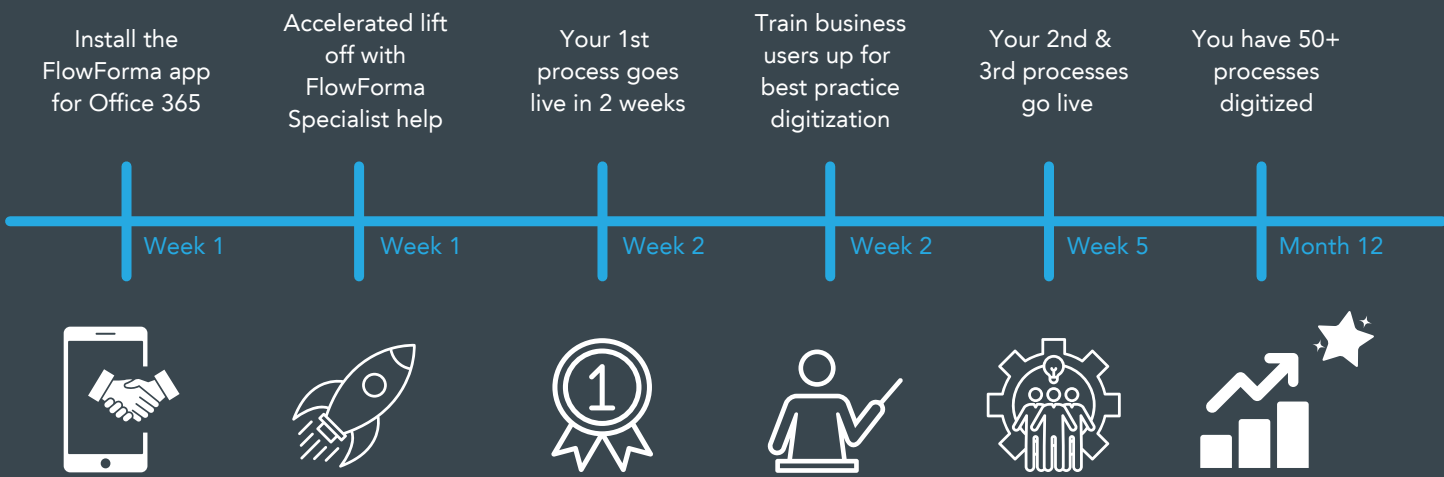 Install the
FlowForma app
for Office 365
Accelerated lift
off with
FlowForma
Specialist help
Your 1st
process goes
live in 2 weeks
Train business
users up for
best practice
digitization
Your 2nd &
3rd processes
go live
You have 50+
processes
digitized
Week 1
Week 1
Week 2
Week 2
Week 5
Month 12
1